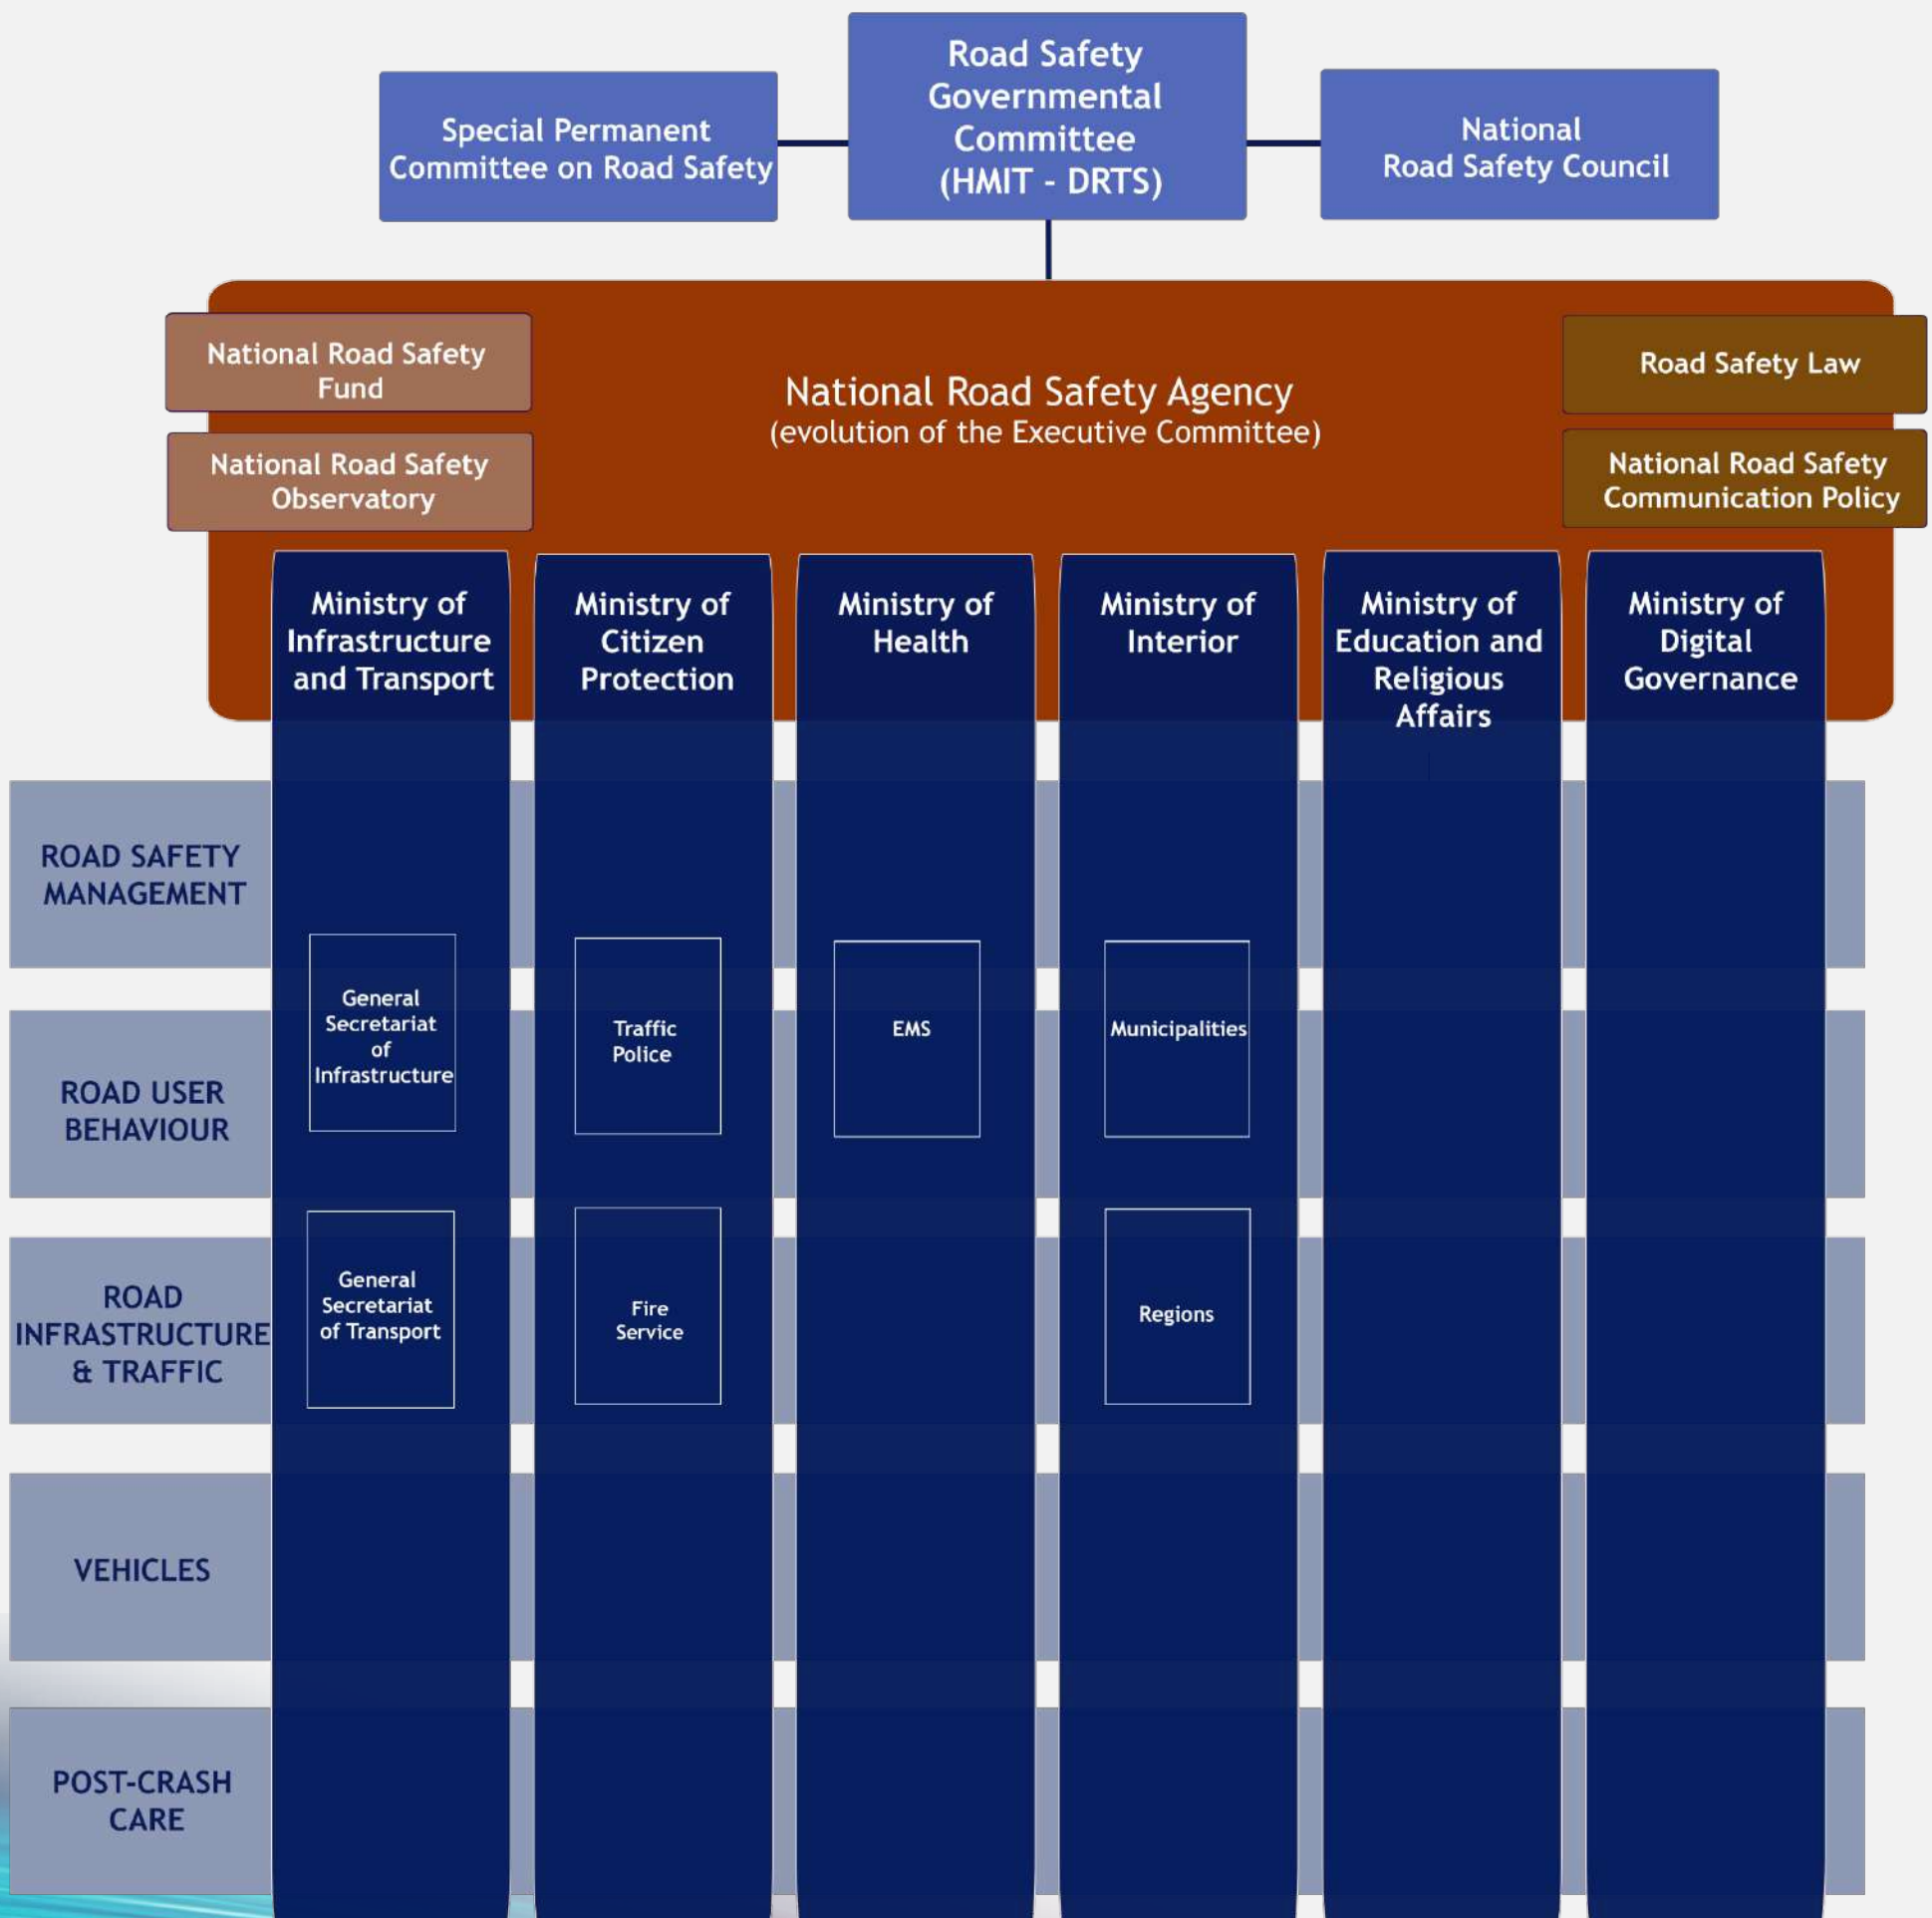 Road Safety
Governmental
Committee
(HMIT - DRTS)
Special Permanent
Committee on Road Safety
National
Road Safety Council
National Road Safety
Fund
National Road Safety
Observatory
National Road Safety Agency
(evolution of the Executive Committee)
Road Safety Law
National Road Safety
Communication Policy
Ministry of
Infrastructure
and Transport
Ministry of
Citizen
Protection
Ministry of
Health
Ministry of
Interior
Ministry of
Education and
Religious
Affairs
Ministry of
Digital
Governance
ROAD SAFETY
MANAGEMENT
General
Secretariat
of
Infrastructure
Traffic
Police
EMS
Municipalities
ROAD USER
BEHAVIOUR
General
Secretariat
of Transport
Fire
Service
Regions
ROAD
INFRASTRUCTURE
& TRAFFIC
VEHICLES
POST-CRASH
CARE